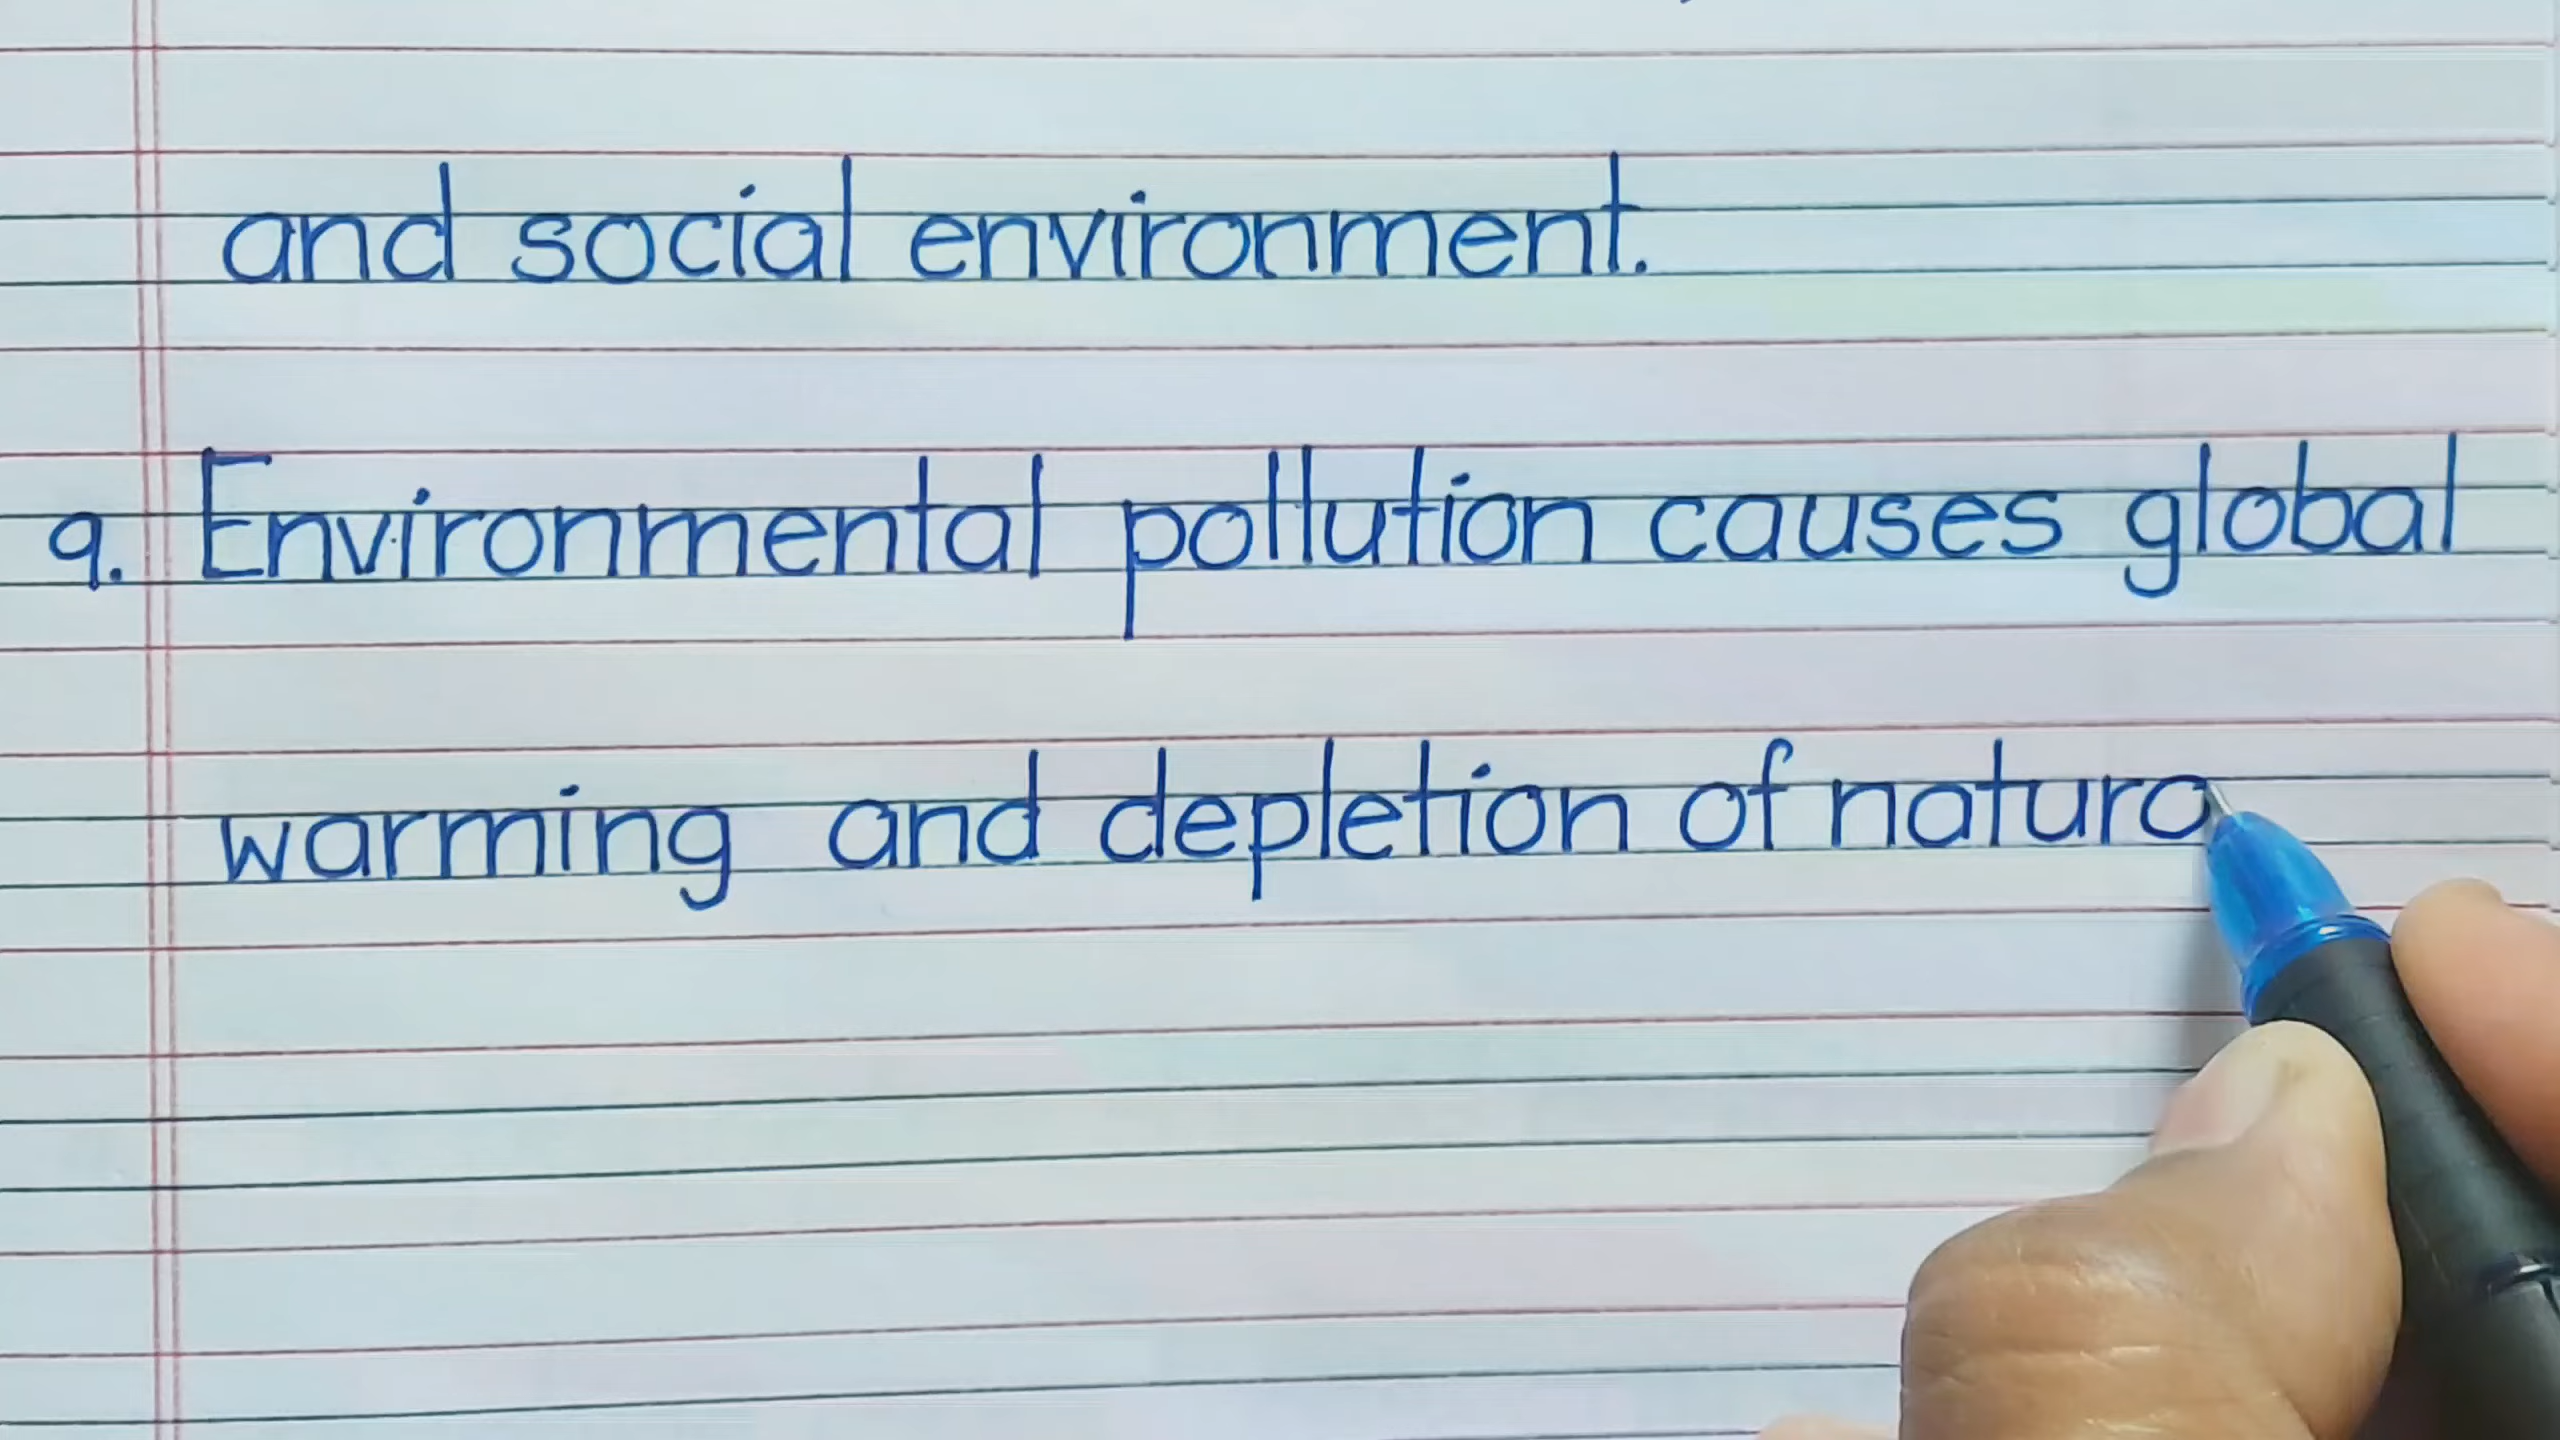 and social environment.
9. Environmental pollution causes global
warming and depletion of natura